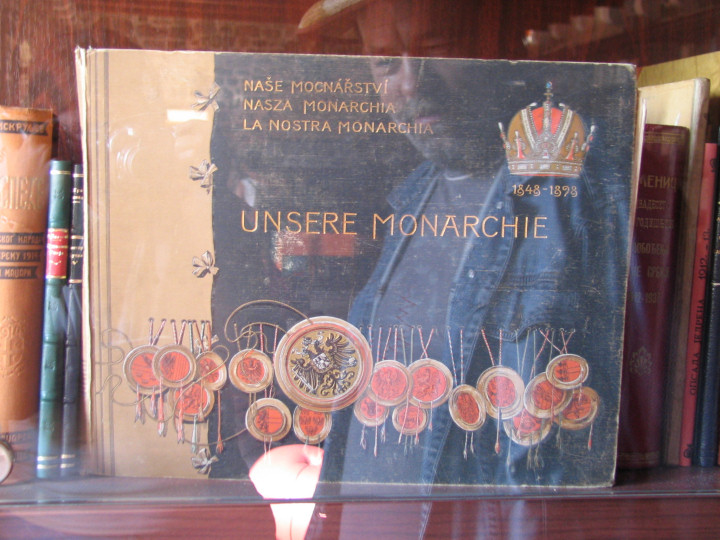 NAŠE MOCNÁŘSTVÍ
NASZA MONARCHIA
LA NOSTRA MONARCHIA
1848-1898
UNSERE MONARCHIE